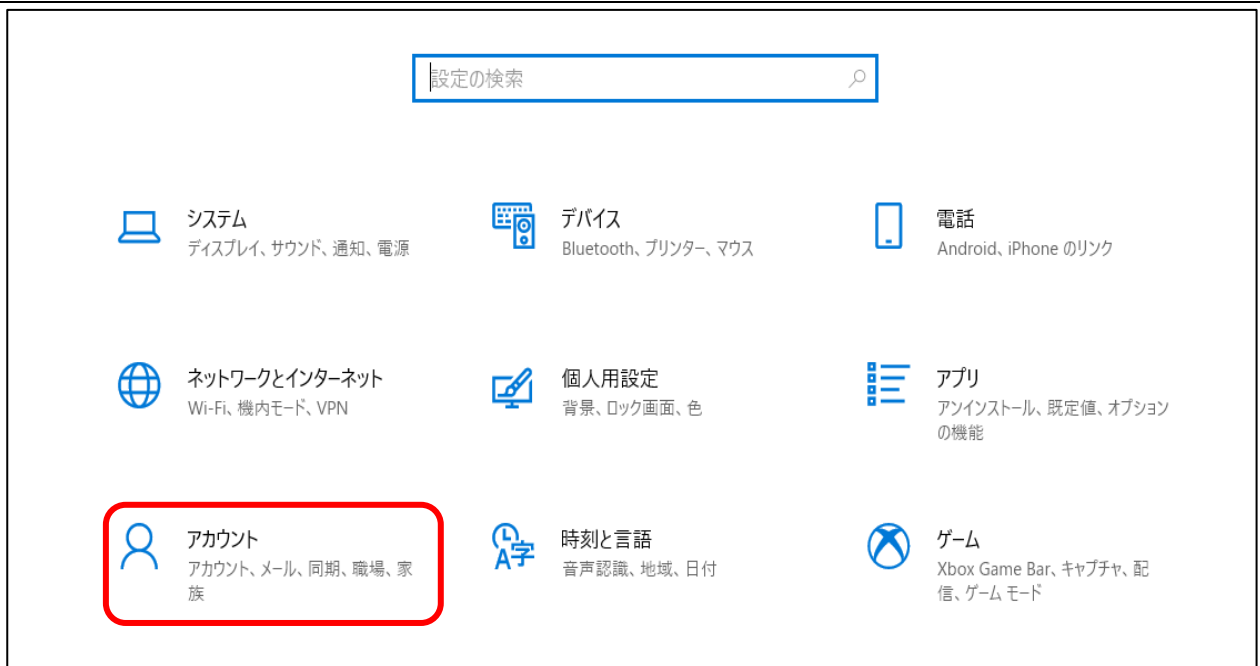 設定の検索
システム
ディスプレイ、サウンド、通知、電源
デバイス
Bluetooth、プリンター、マウス
電話
Android、iPhone のリンク
ネットワークとインターネット
Wi-Fi、機内モード、VPN
個人用設定
背景、ロック画面、色
アプリ
アンインストール、既定値、オプション
の機能
アカウント
アカウント、メール、同期、職場、家
族
時刻と言語
音声認識、地域、日付
ゲーム
Xbox Game Bar、キャプチャ、配
信、ゲーム モード